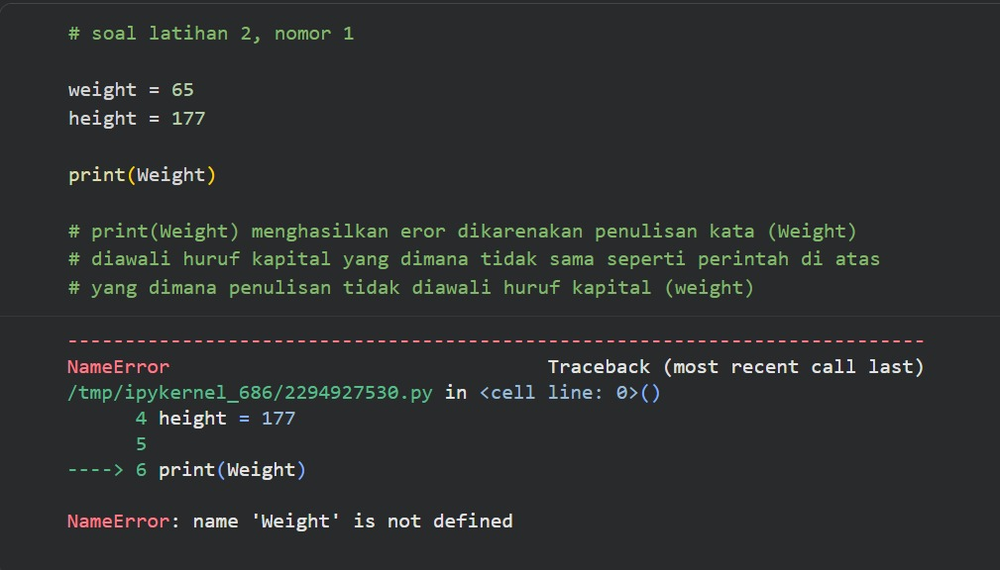 # soal latihan 2, nomor 1
weight = 65
height = 177
print(Weight)
# print(Weight) menghasilkan eror dikarenakan penulisan kata (Weight)
# diawali huruf kapital yang dimana tidak sama seperti perintah di atas
# yang dimana penulisan tidak diawali huruf kapital (weight)
---------------------------------------------------------------------------
NameError Traceback (most recent call last)
/tmp/ipykernel_686/2294927530.py in <cell line: 0>()
4 height = 177
5
----> 6 print(Weight)
NameError: name 'Weight' is not defined